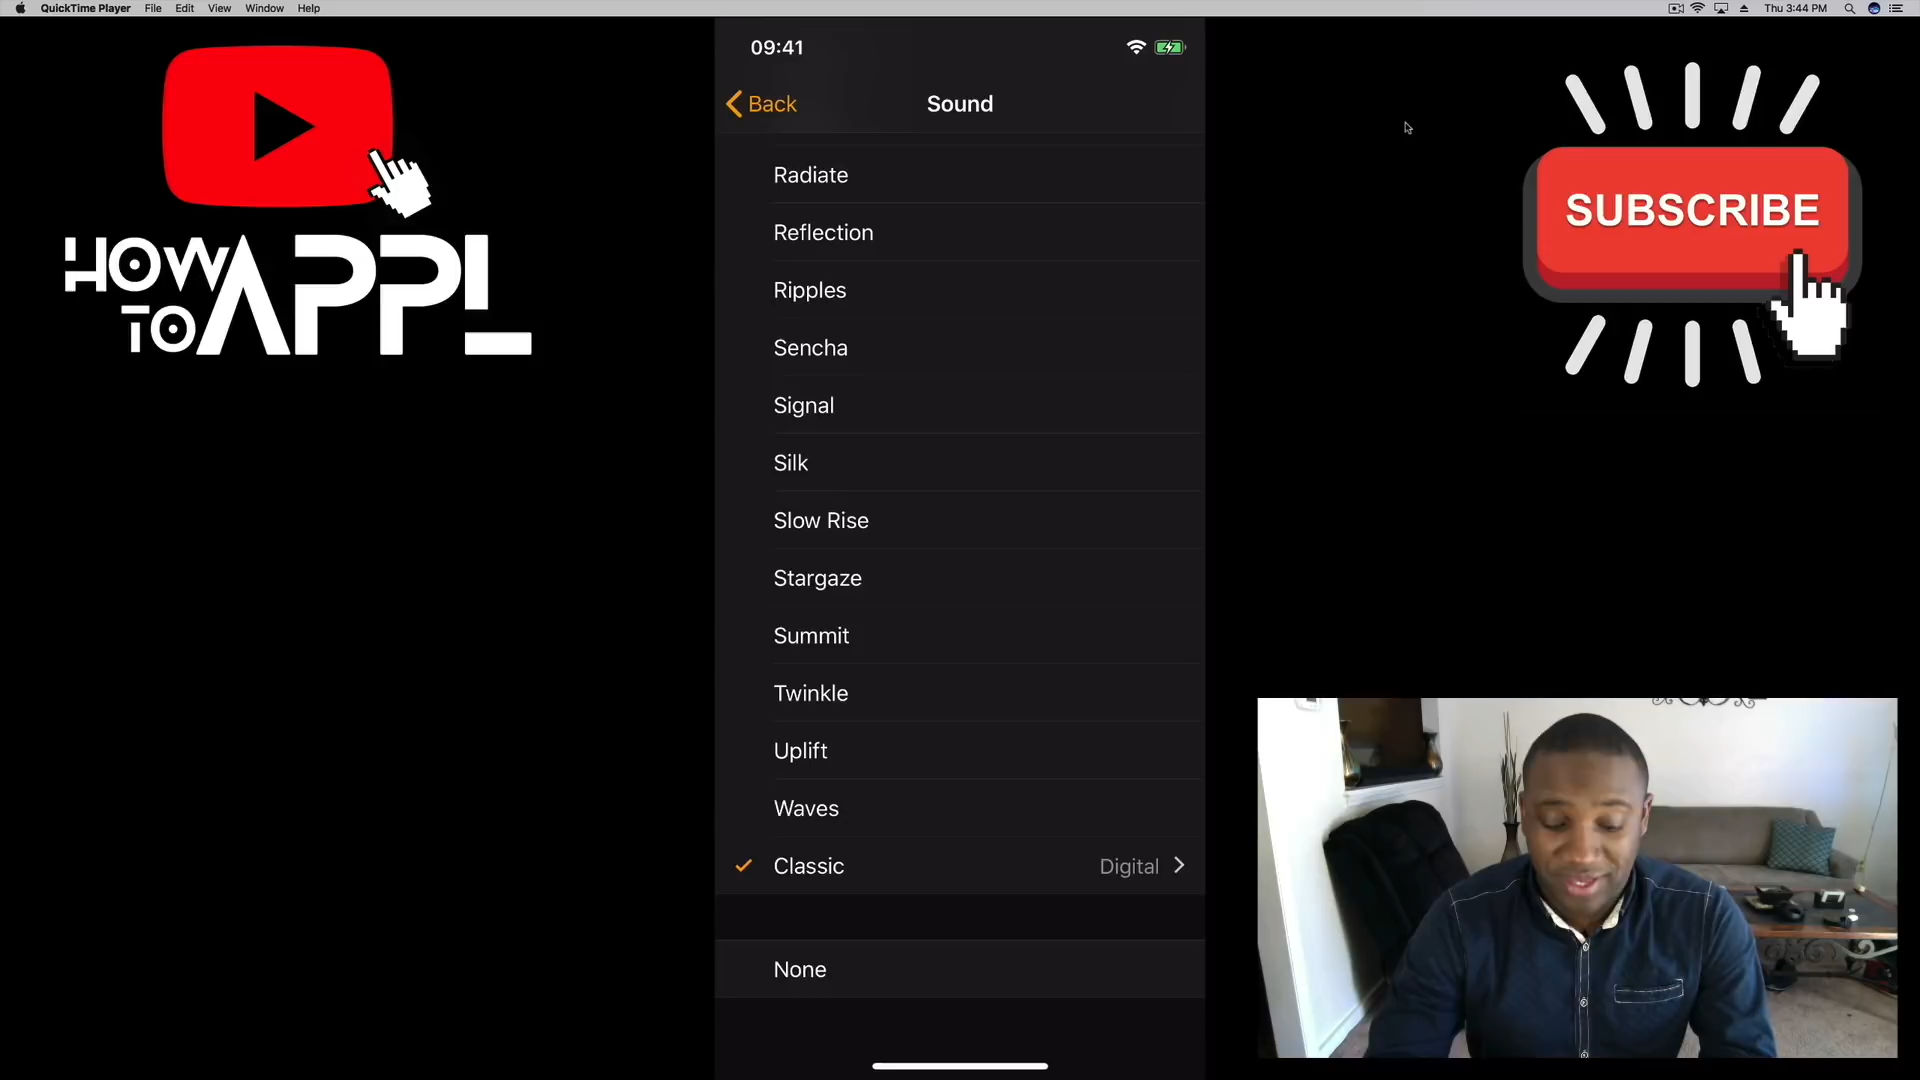 QuickTime Player File Edit View Window Help Thu 3:44 PM
09:41
Back Sound
HOW TO APPL
SUBSCRIBE
Radiate
Reflection
Ripples
Sencha
Signal
Silk
Slow Rise
Stargaze
Summit
Twinkle
Uplift
Waves
Classic Digital
None